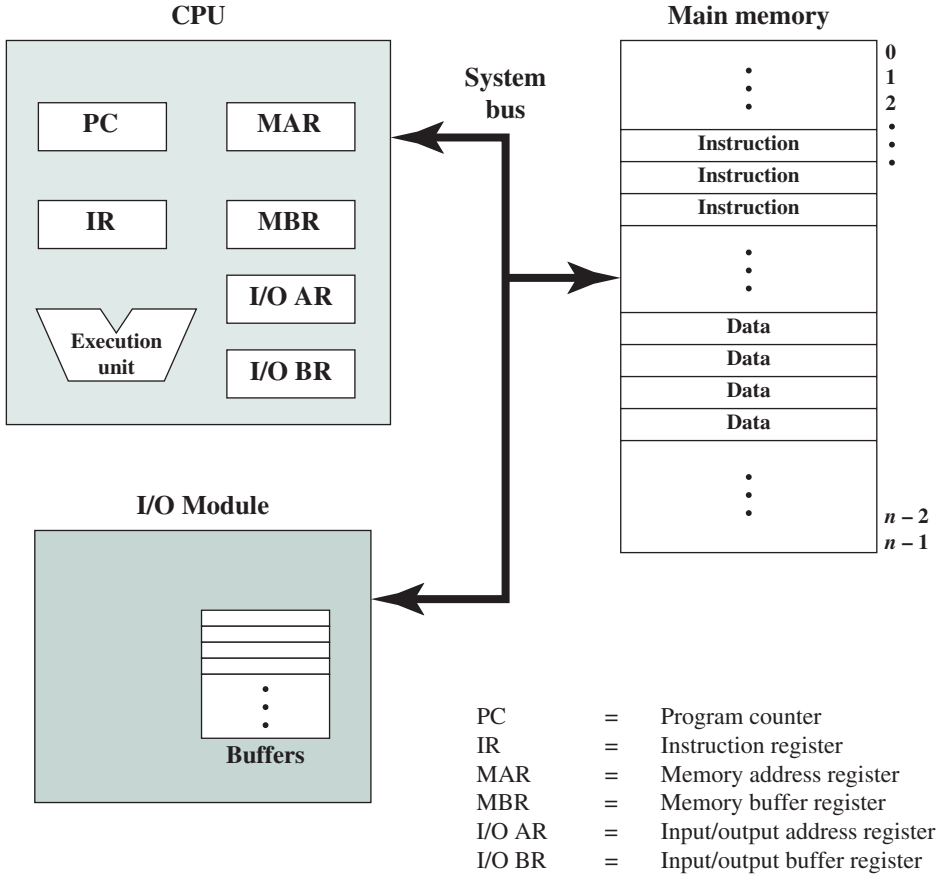 CPU
Main memory
System
bus
PC
MAR
IR
MBR
I/O AR
Execution
unit
I/O BR
0
1
2
Instruction
Instruction
Instruction
Data
Data
Data
Data
n – 2
n – 1
I/O Module
Buffers
PC = Program counter
IR = Instruction register
MAR = Memory address register
MBR = Memory buffer register
I/O AR = Input/output address register
I/O BR = Input/output buffer register